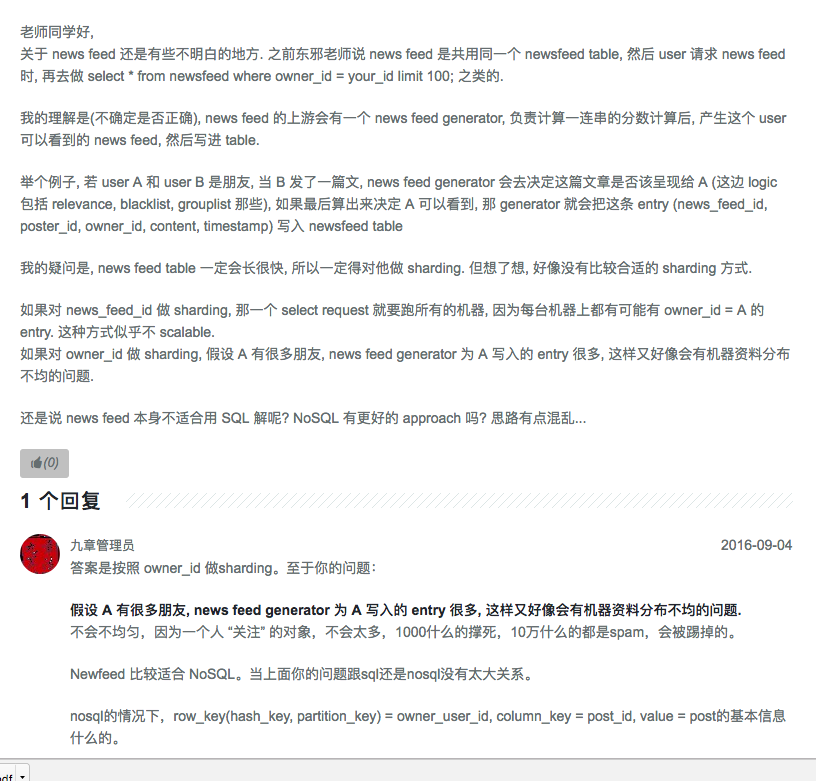 老师同学好,
关于 news feed 还是有些不明白的地方. 之前东邪老师说 news feed 是共用同一个 newsfeed table, 然后 user 请求 news feed
时, 再去做 select * from newsfeed where owner_id = your_id limit 100; 之类的.
我的理解是(不确定是否正确), news feed 的上游会有一个 news feed generator, 负责计算一连串的分数计算后, 产生这个 user
可以看到的 news feed, 然后写进 table.
举个例子, 若 user A 和 user B 是朋友, 当 B 发了一篇文, news feed generator 会去决定这篇文章是否该呈现给 A (这边 logic
包括 relevance, blacklist, grouplist 那些), 如果最后算出来决定 A 可以看到, 那 generator 就会把这条 entry (news_feed_id,
poster_id, owner_id, content, timestamp) 写入 newsfeed table
我的疑问是, news feed table 一定会长很快, 所以一定得对他做 sharding. 但想了想, 好像没有比较合适的 sharding 方式.
如果对 news_feed_id 做 sharding, 那一个 select request 就要跑所有的机器, 因为每台机器上都有可能有 owner_id = A 的
entry. 这种方式似乎不 scalable.
如果对 owner_id 做 sharding, 假设 A 有很多朋友, news feed generator 为 A 写入的 entry 很多, 这样又好像会有机器资料分布
不均的问题.
还是说 news feed 本身不适合用 SQL 解呢? NoSQL 有更好的 approach 吗? 思路有点混乱...
(0)
1 个回复
九章管理员 2016-09-04
答案是按照 owner_id 做sharding。至于你的问题：
假设 A 有很多朋友, news feed generator 为 A 写入的 entry 很多, 这样又好像会有机器资料分布不均的问题.
不会不均匀，因为一个人 “关注” 的对象，不会太多，1000什么的撑死，10万什么的都是spam，会被踢掉的。
Newfeed 比较适合 NoSQL。当上面你的问题跟sql还是nosql没有太大关系。
nosql的情况下，row_key(hash_key, partition_key) = owner_user_id, column_key = post_id, value = post的基本信息
什么的。